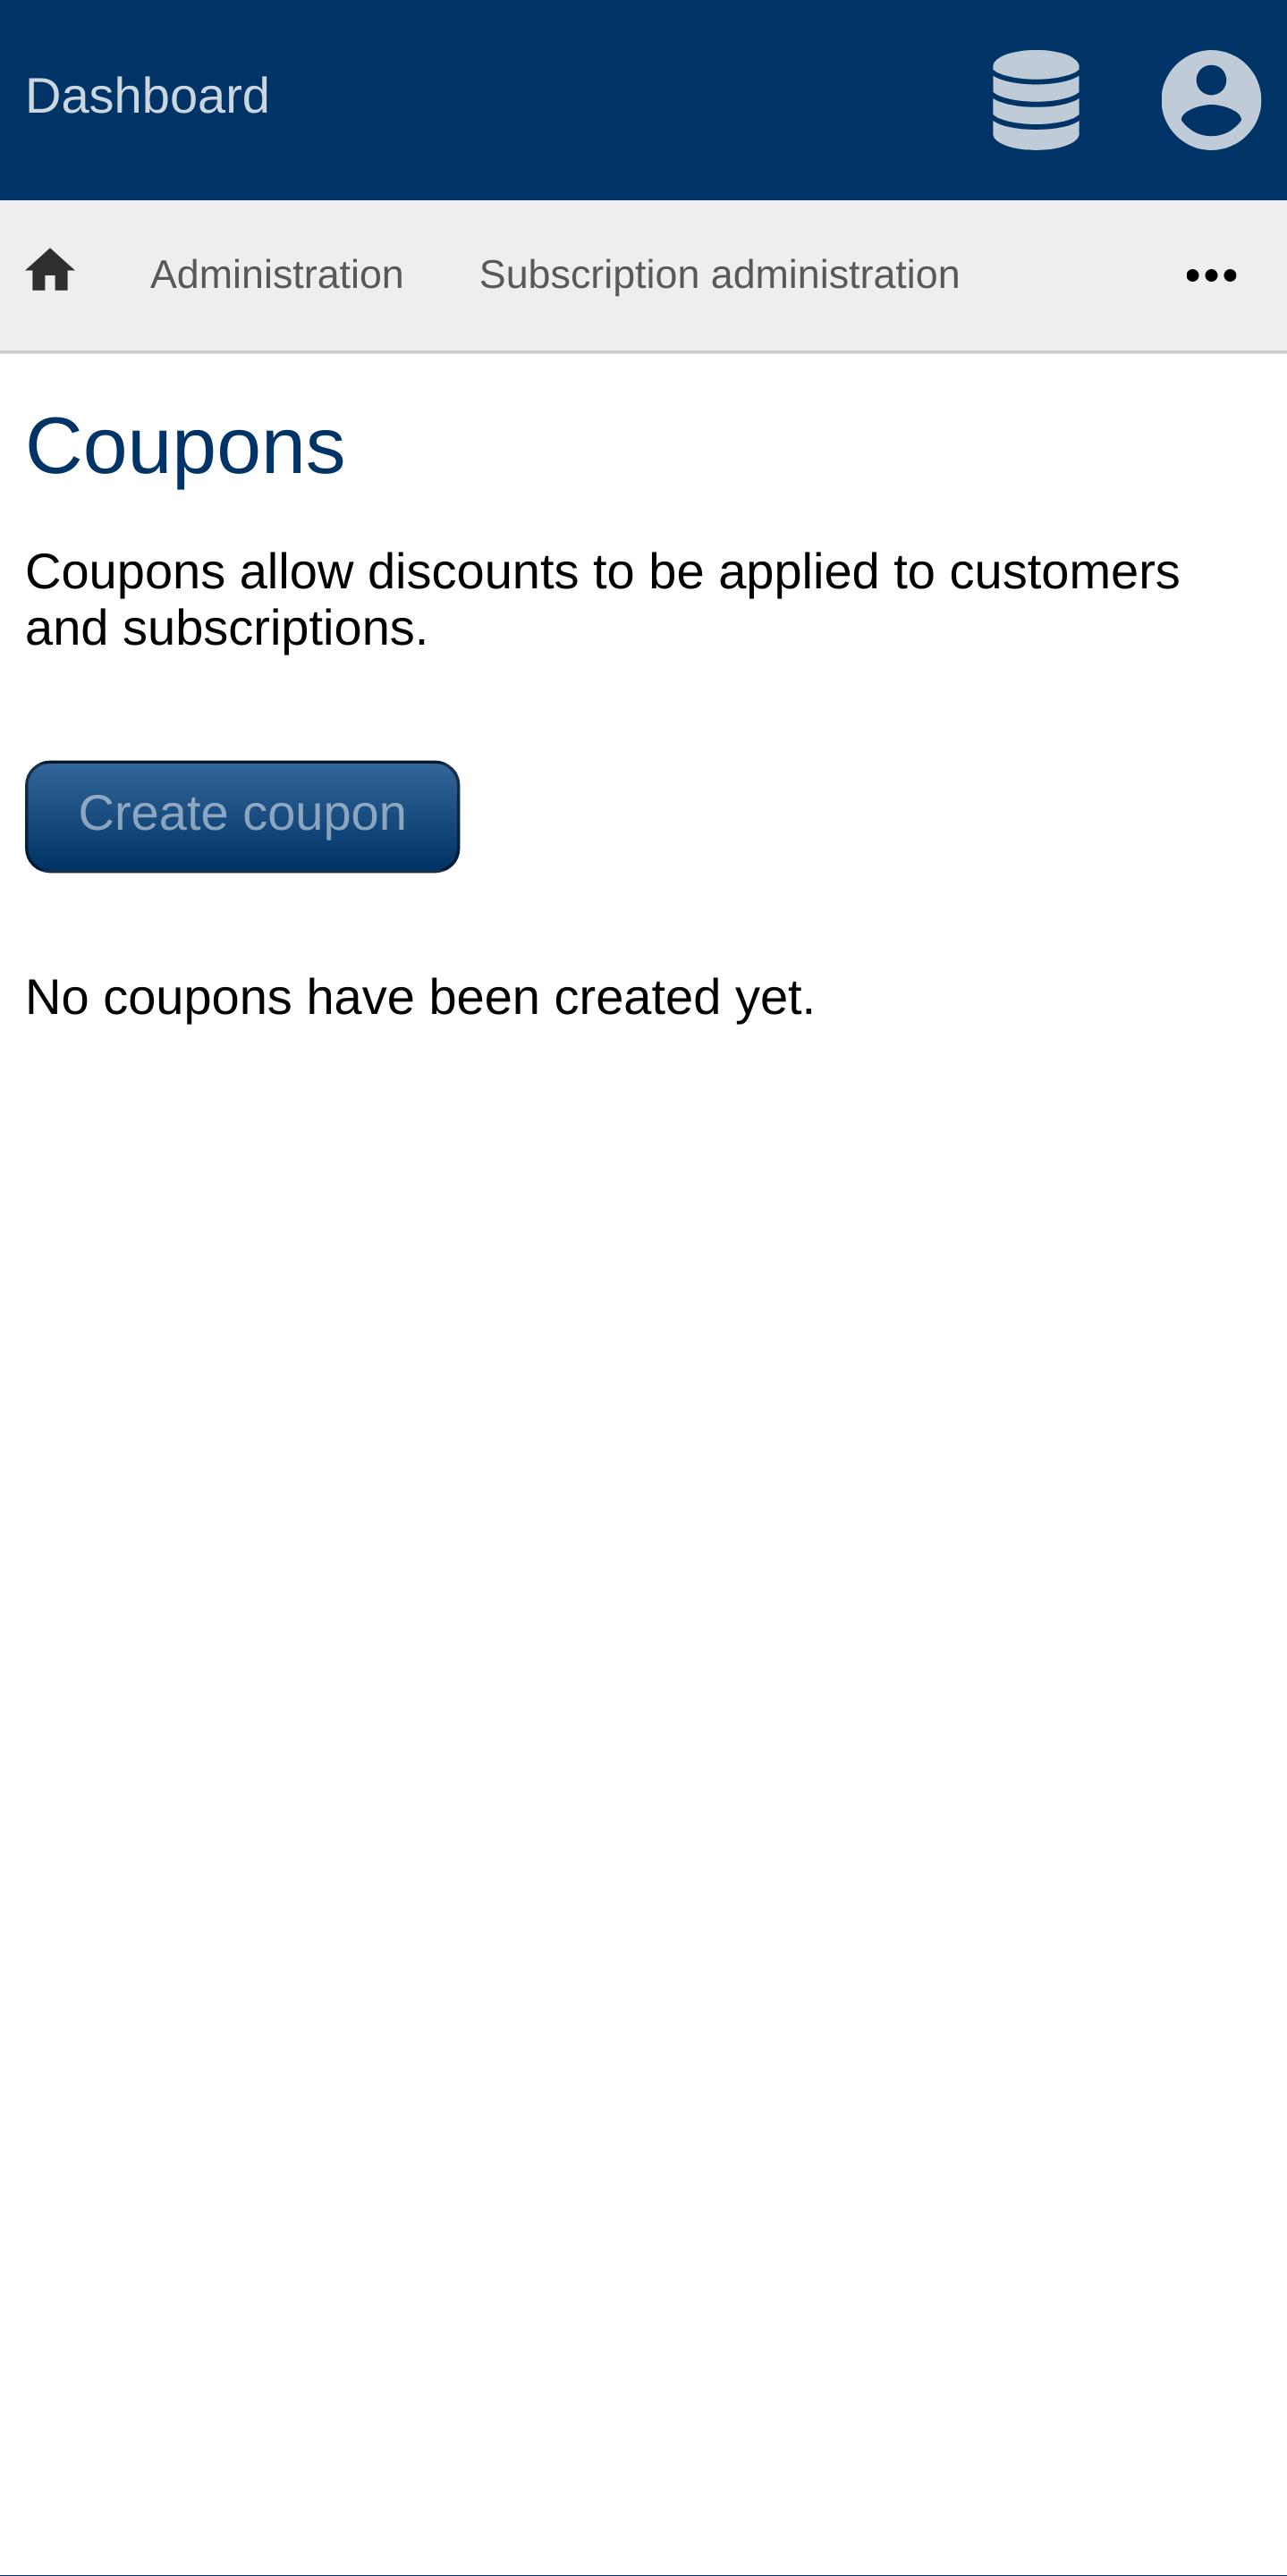 Dashboard
Administration Subscription administration
Coupons
Coupons allow discounts to be applied to customers
and subscriptions.
Create coupon
No coupons have been created yet.